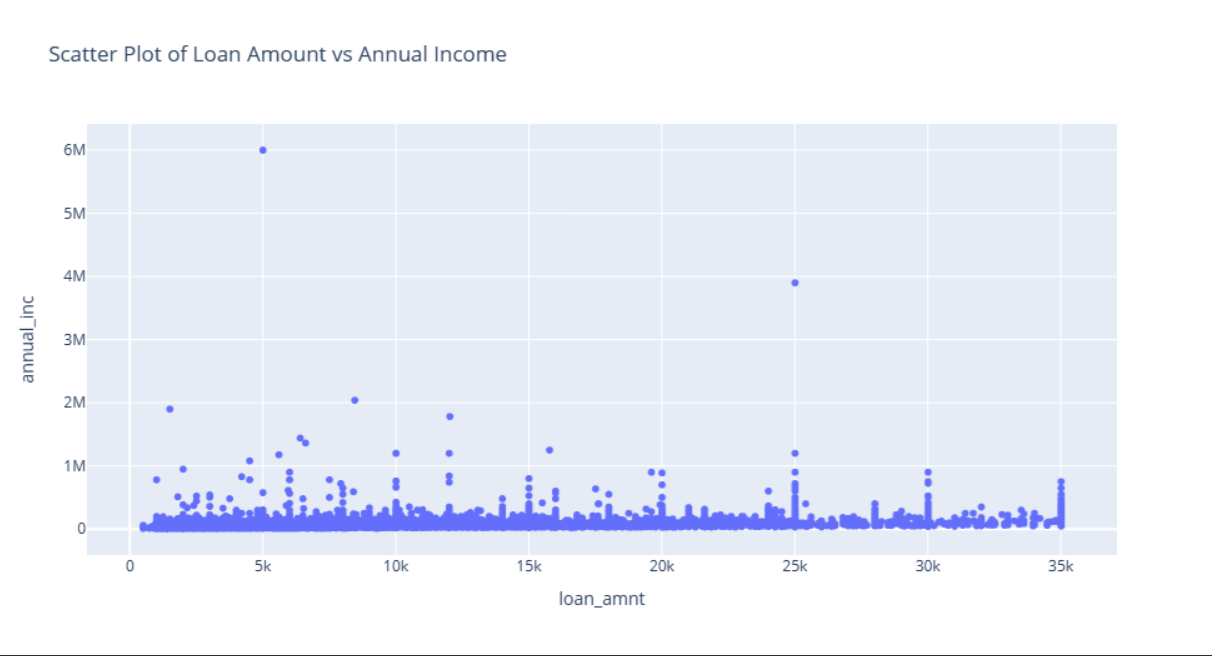 Scatter Plot of Loan Amount vs Annual Income
6M
5M
4M
3M
2M
1M
0
annual_inc
0 5k 10k 15k 20k 25k 30k 35k
loan_amnt